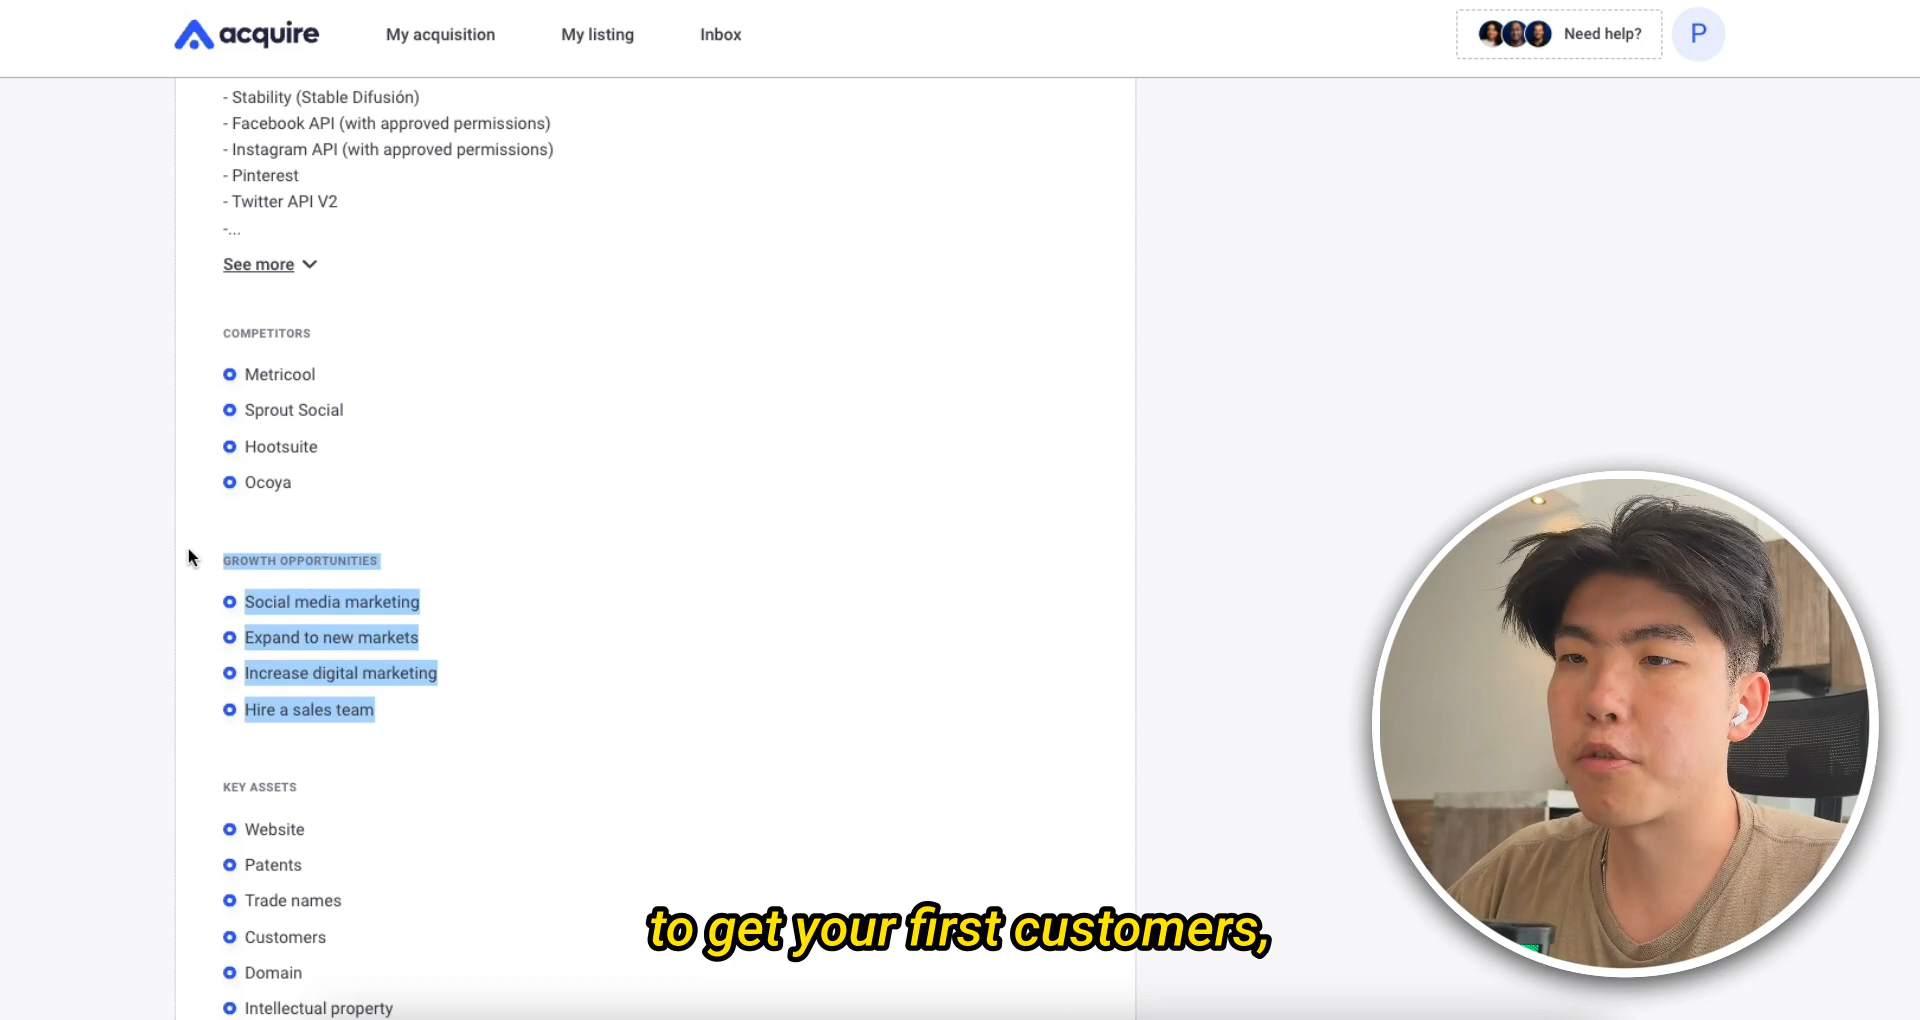 acquire
My acquisition
My listing
Inbox
Need help?
P
- Stability (Stable Difusión)
- Facebook API (with approved permissions)
- Instagram API (with approved permissions)
- Pinterest
- Twitter API V2
-...
See more
COMPETITORS
Metricool
Sprout Social
Hootsuite
Ocoya
GROWTH OPPORTUNITIES
Social media marketing
Expand to new markets
Increase digital marketing
Hire a sales team
KEY ASSETS
Website
Patents
Trade names
Customers
Domain
Intellectual property
to get your first customers,